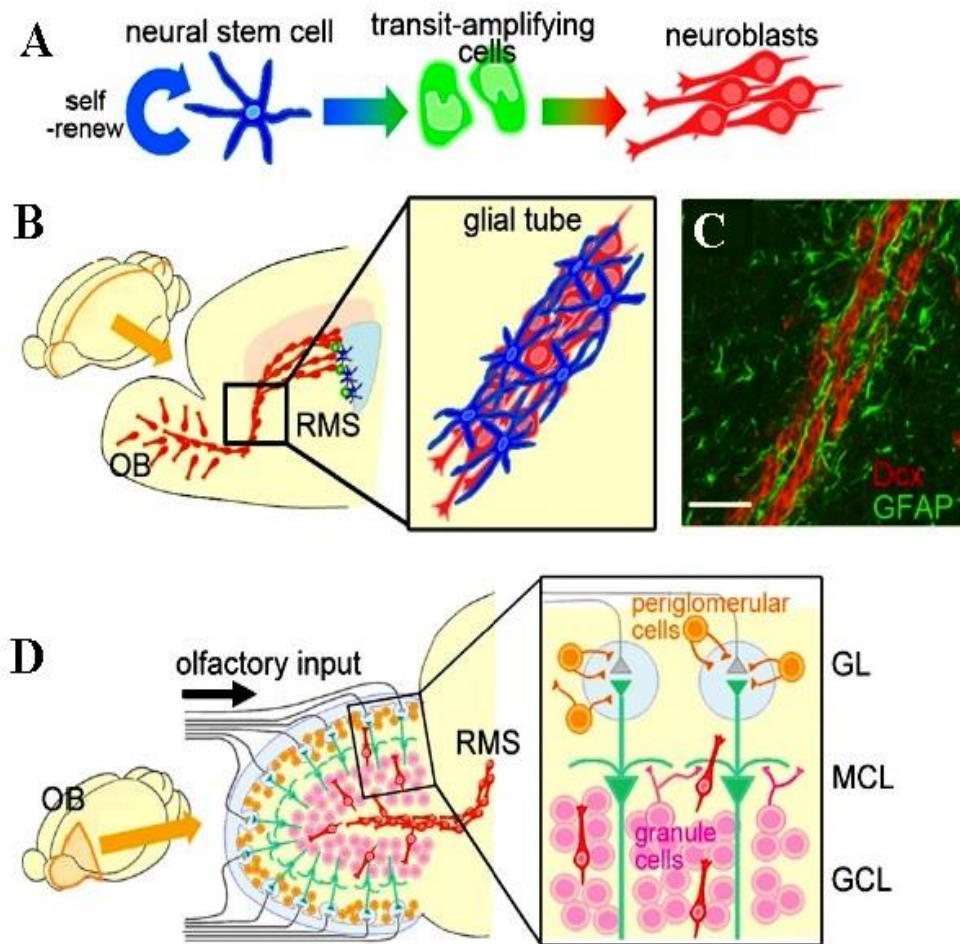 A
neural stem cell
transit-amplifying
cells
neuroblasts
self
-renew
B
OB
RMS
glial tube
C
Dcx
GFAP
D
olfactory input
OB
RMS
periglomerular
cells
granule
cells
GL
MCL
GCL